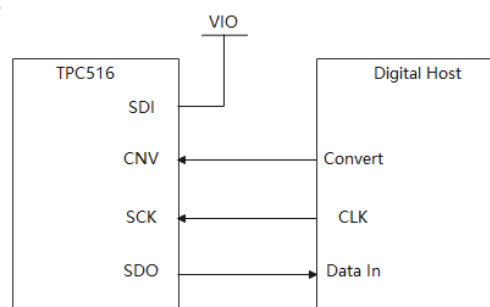 VIO
TPC516
Digital Host
SDI
CNV
Convert
SCK
CLK
SDO
Data In